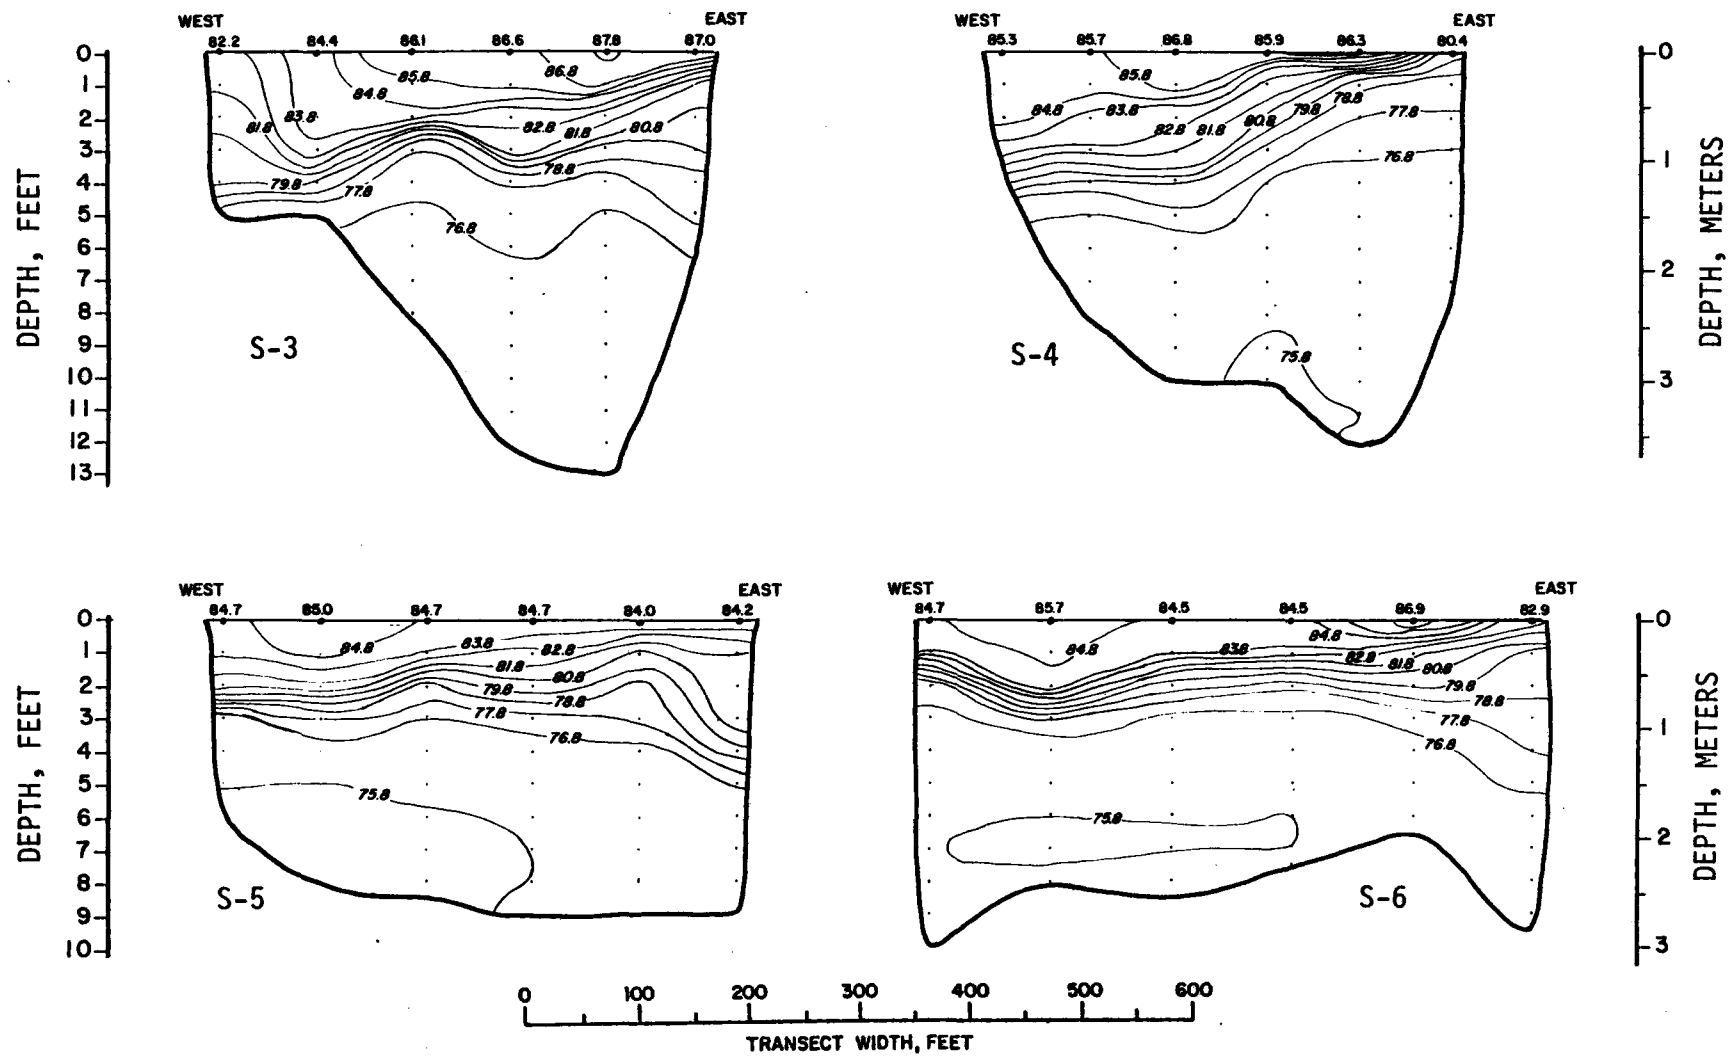 WEST EAST WEST EAST
82.2 84.4 86.1 86.6 87.8 87.0 85.3 85.7 86.8 85.9 86.3 80.4
DEPTH, FEET
0
1
2
3
4
5
6
7
8
9
10
11
12
13
81.8 83.8 84.8 85.8 86.8
82.8 81.8 80.8
79.8 77.8 78.8
76.8
S-3
84.8 83.8 85.8
82.8 81.8 80.8 79.8 78.8
77.8
76.8
75.8
S-4
0
1
2
3
DEPTH, METERS
WEST EAST WEST EAST
84.7 85.0 84.7 84.7 84.0 84.2 84.7 85.7 84.5 84.5 86.9 82.9
DEPTH, FEET
0
1
2
3
4
5
6
7
8
9
10
84.8 83.8 82.8
81.8 80.8
79.8 78.8
77.8
76.8
75.8
S-5
84.8 83.8 84.8
82.8 81.8 80.8
79.8
78.8
77.8
76.8
75.8
S-6
0
1
2
3
DEPTH, METERS
0 100 200 300 400 500 600
TRANSECT WIDTH, FEET